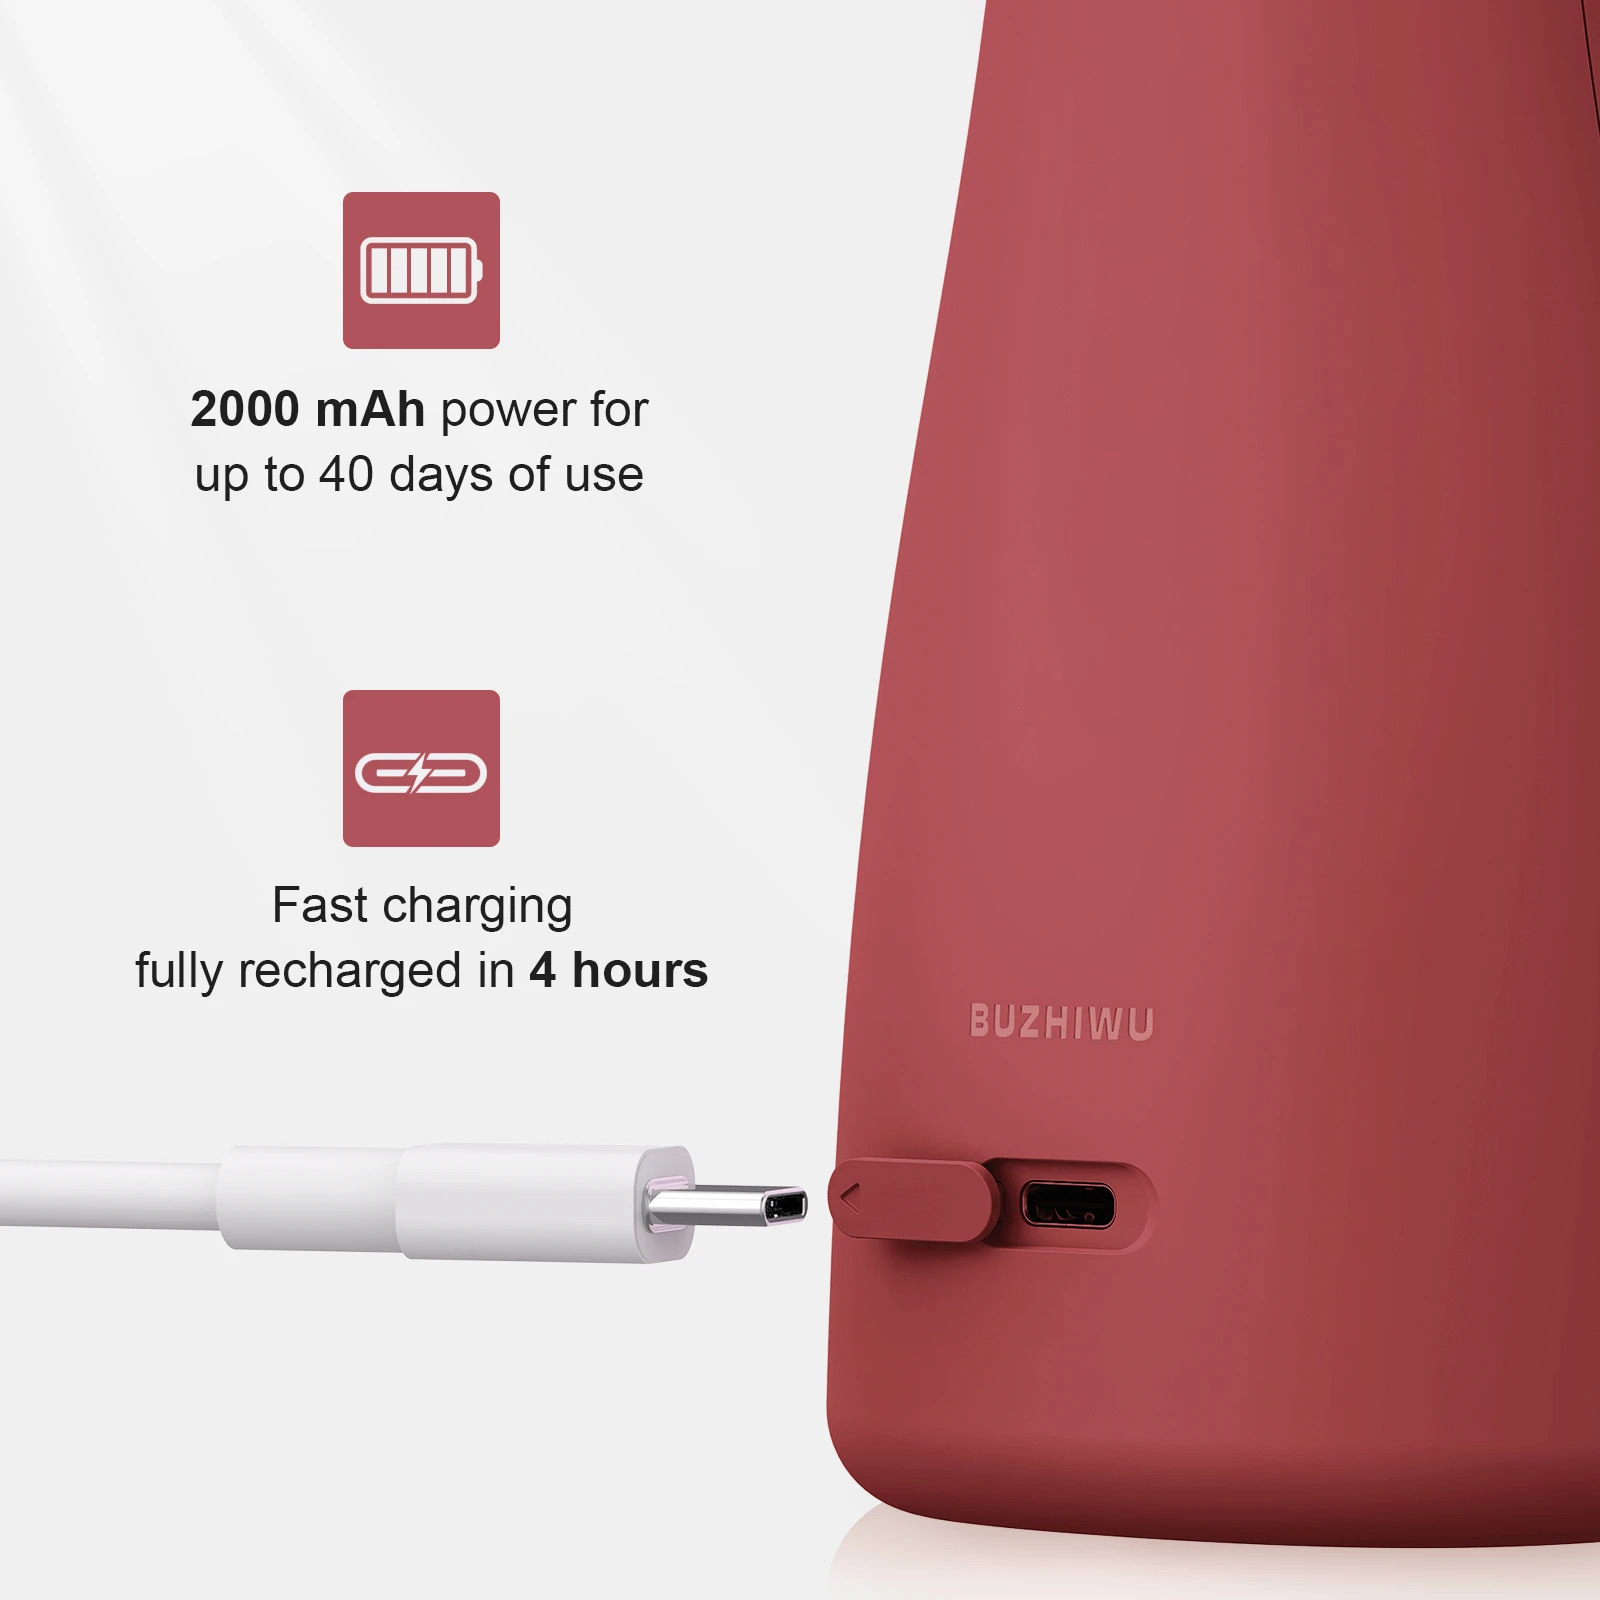 2000 mAh power for
up to 40 days of use
Fast charging
fully recharged in 4 hours
BUZHIWU